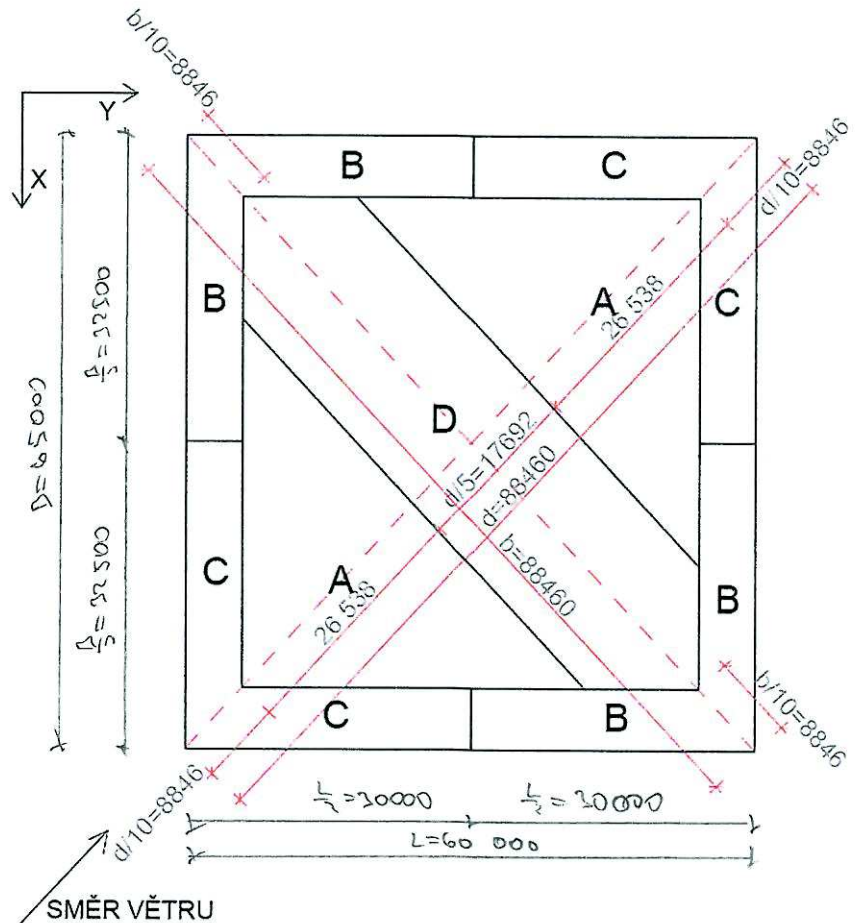 b/10=8846
Y
X
B
C
d/10=8846
B
A
26 538
C
B/2=32500
B=65000
D
d/5=17692
d=88460
b=88460
B/2=32500
C
A
26 538
B
C
B
b/10=8846
d/10=8846
L/2=30000
L/2=30000
L=60 000
SMĚR VĚTRU